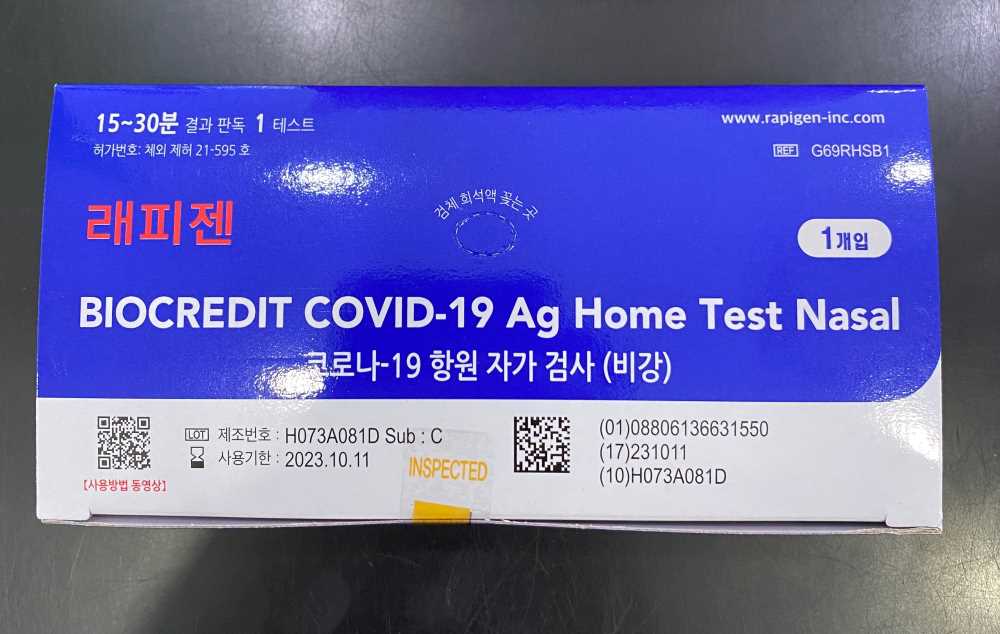 15~30분 결과 판독 1 테스트
허가번호: 체외 제허 21-595 호
www.rapigen-inc.com
REF G69RHSB1
래피젠
검체 희석액 꽂는 곳
1개입
BIOCREDIT COVID-19 Ag Home Test Nasal
코로나-19 항원 자가 검사 (비강)
[사용방법 동영상]
LOT 제조번호 : H073A081D Sub : C
사용기한 : 2023.10.11
INSPECTED
(01)08806136631550
(17)231011
(10)H073A081D